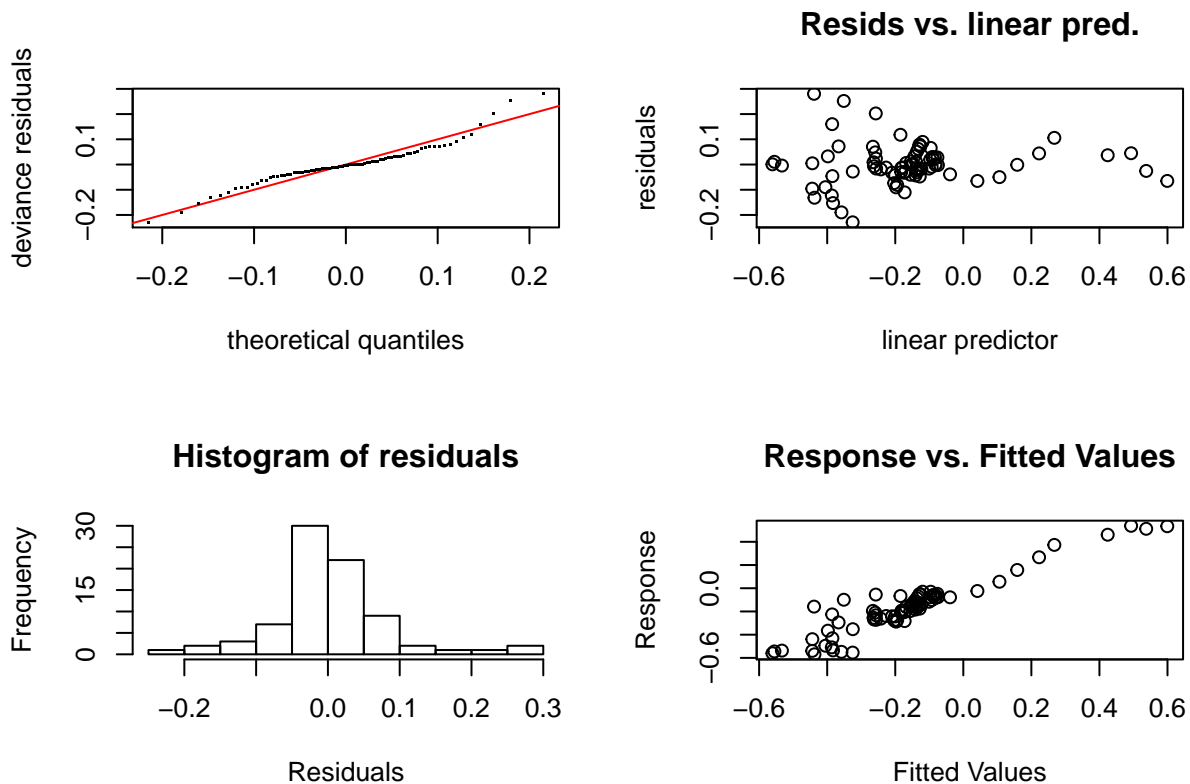 deviance residuals
0.1
−0.2
−0.2 −0.1 0.0 0.1 0.2
theoretical quantiles
Resids vs. linear pred.
residuals
0.1
−0.2
−0.6 −0.4 −0.2 0.0 0.2 0.4 0.6
linear predictor
Histogram of residuals
Frequency
30
15
0
−0.2 0.0 0.1 0.2 0.3
Residuals
Response vs. Fitted Values
Response
0.0
−0.6
−0.6 −0.4 −0.2 0.0 0.2 0.4 0.6
Fitted Values